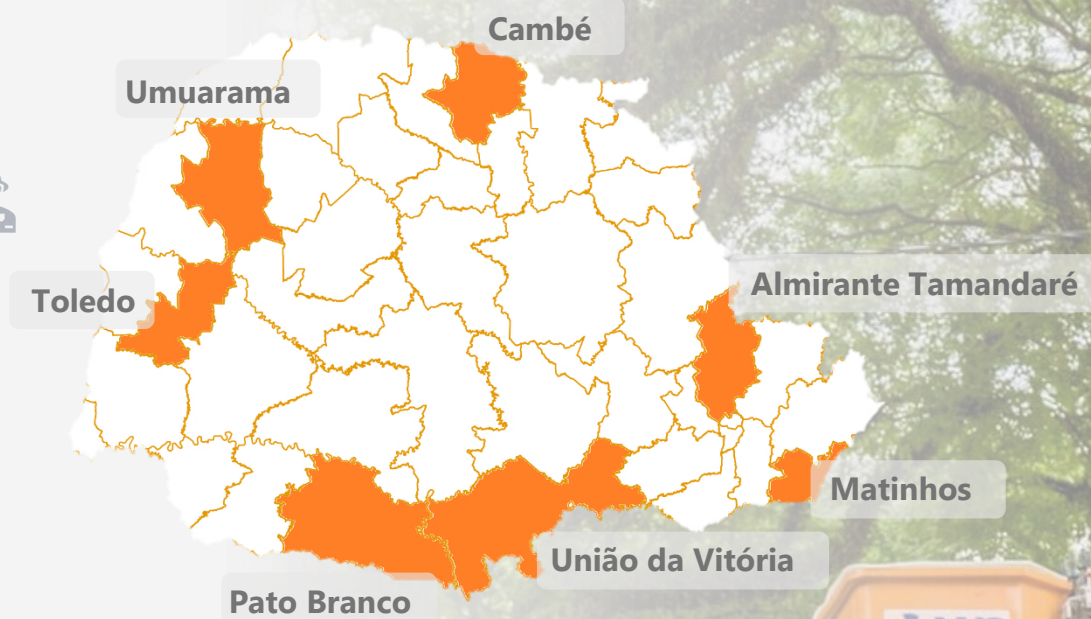 Cambé
Umuarama
Almirante Tamandaré
Toledo
Matinhos
União da Vitória
Pato Branco